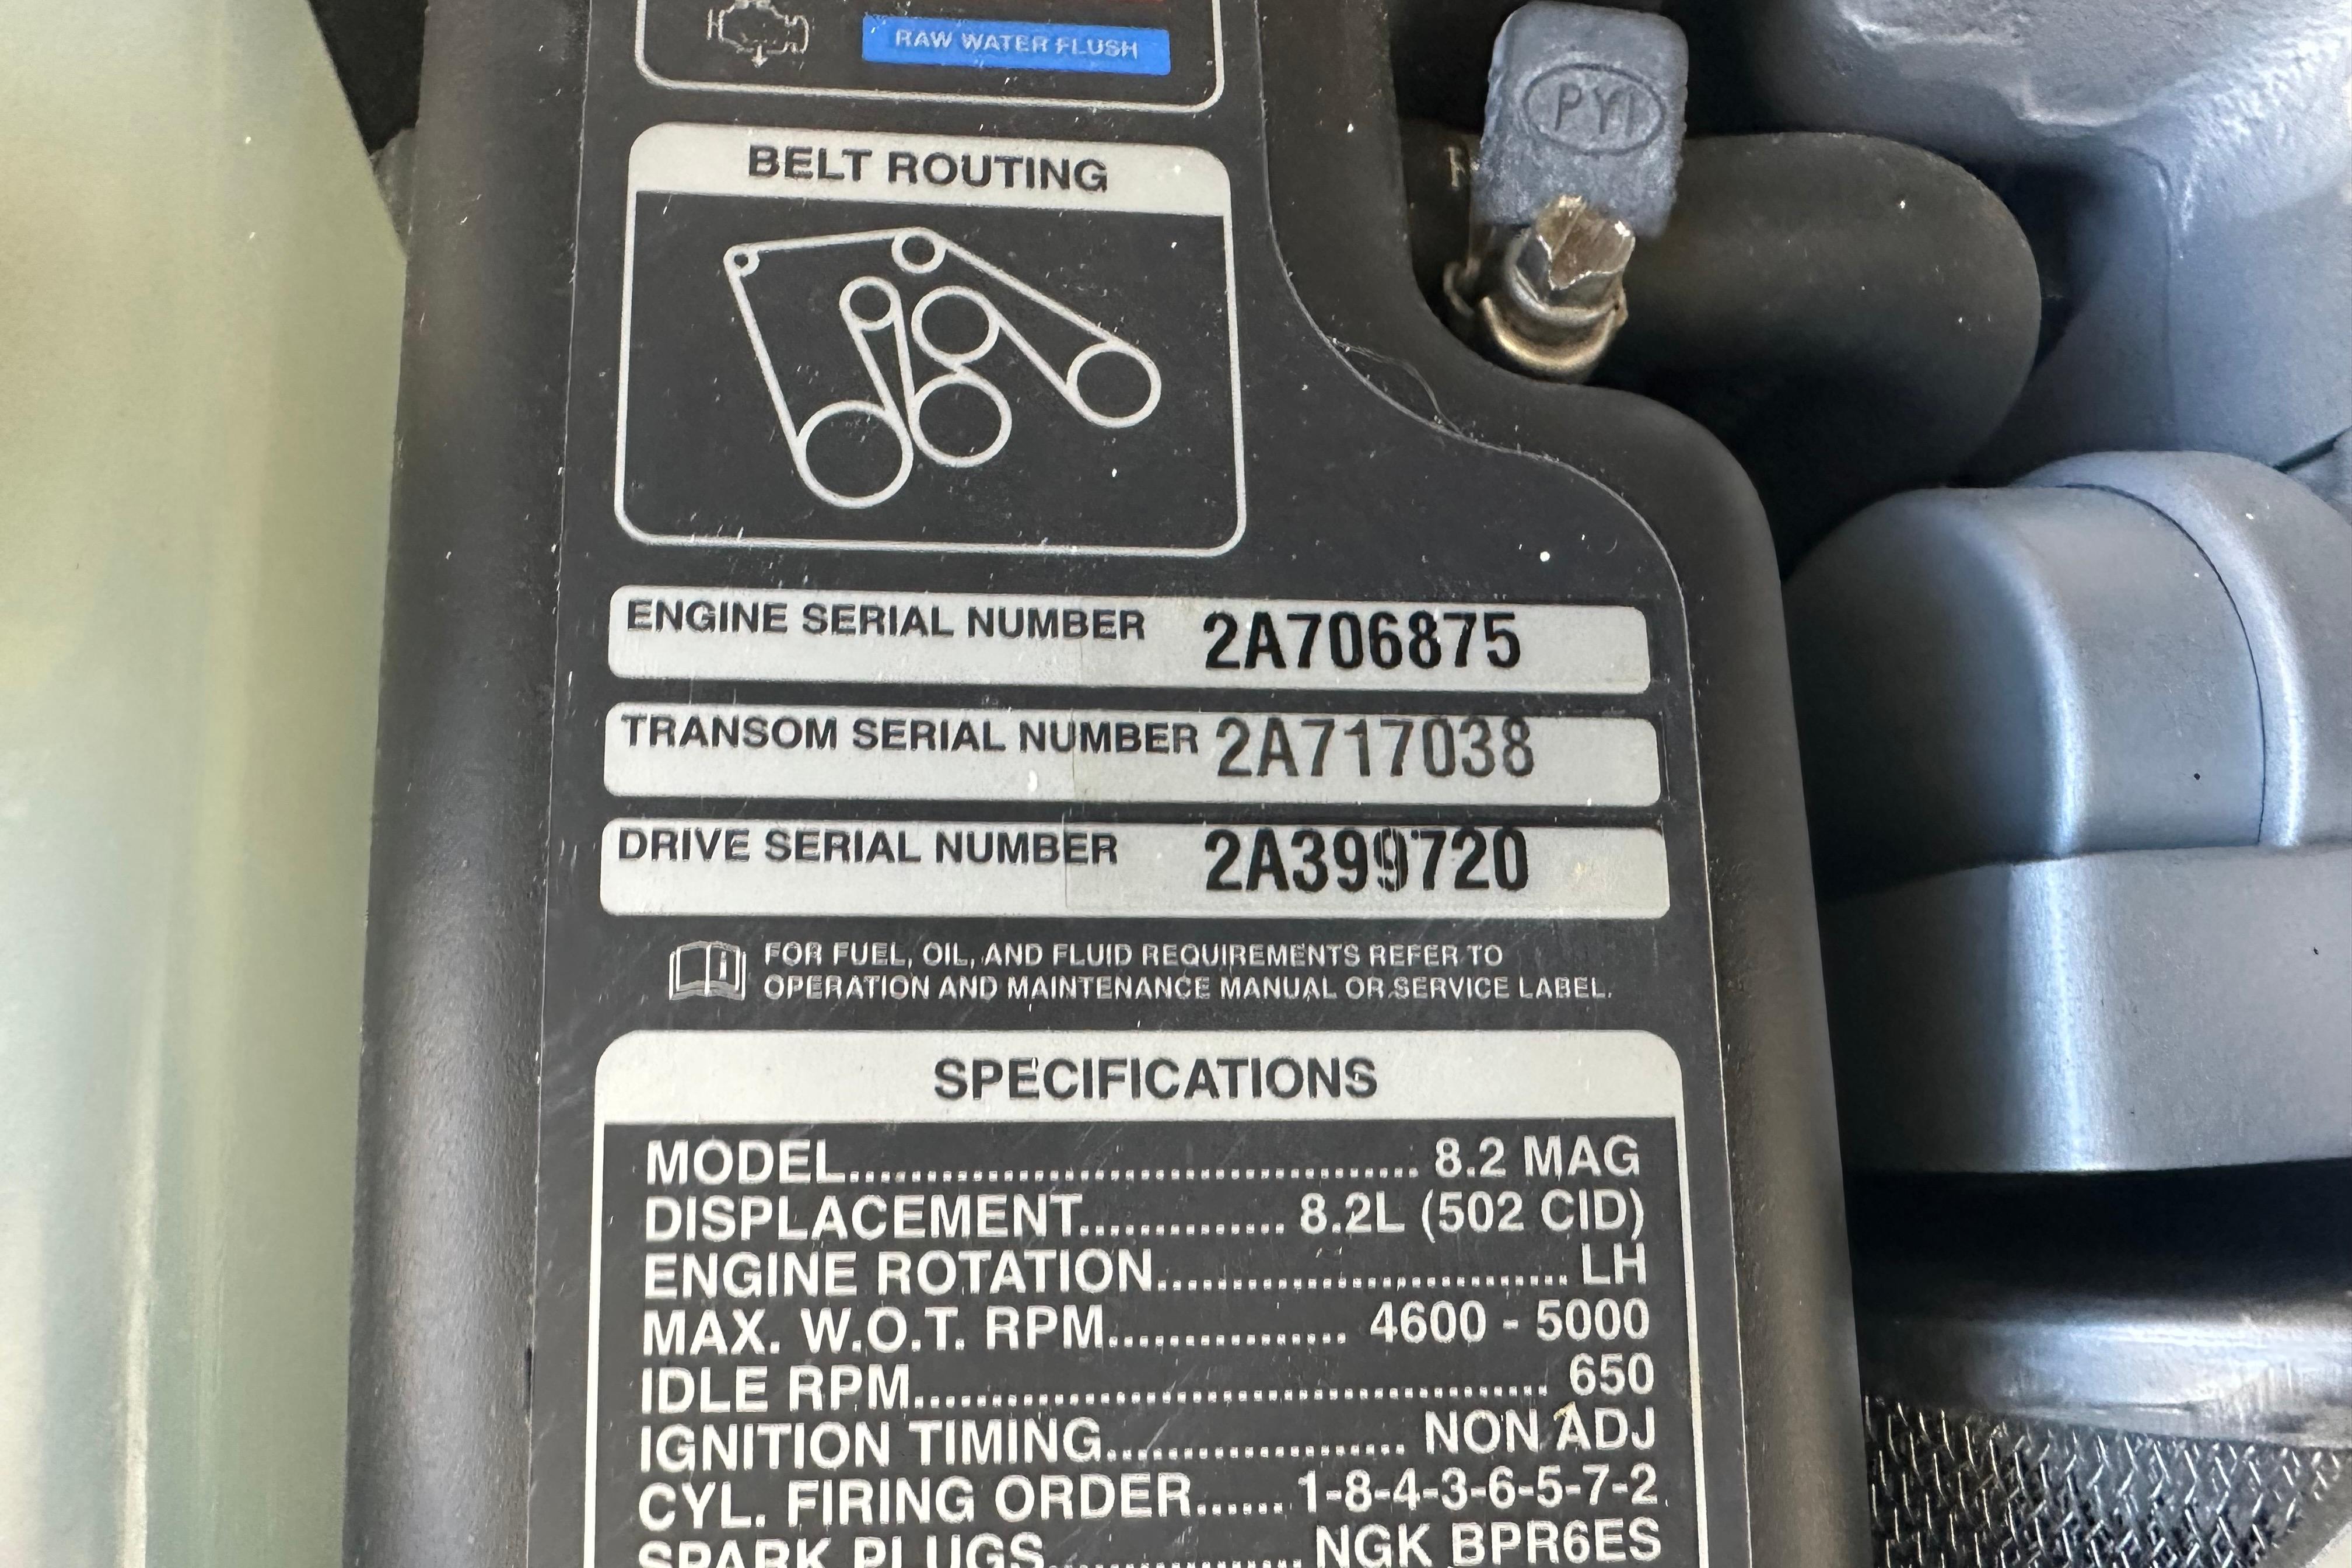 RAW WATER FLUSH
PYI
BELT ROUTING
ENGINE SERIAL NUMBER 2A706875
TRANSOM SERIAL NUMBER 2A717038
DRIVE SERIAL NUMBER 2A399720
FOR FUEL, OIL, AND FLUID REQUIREMENTS REFER TO
OPERATION AND MAINTENANCE MANUAL OR SERVICE LABEL.
SPECIFICATIONS
MODEL 8.2 MAG
DISPLACEMENT 8.2L (502 CID)
ENGINE ROTATION LH
MAX. W.O.T. RPM 4600 - 5000
IDLE RPM 650
IGNITION TIMING NON ADJ
CYL. FIRING ORDER 1-8-4-3-6-5-7-2
SPARK PLUGS NGK BPR6ES